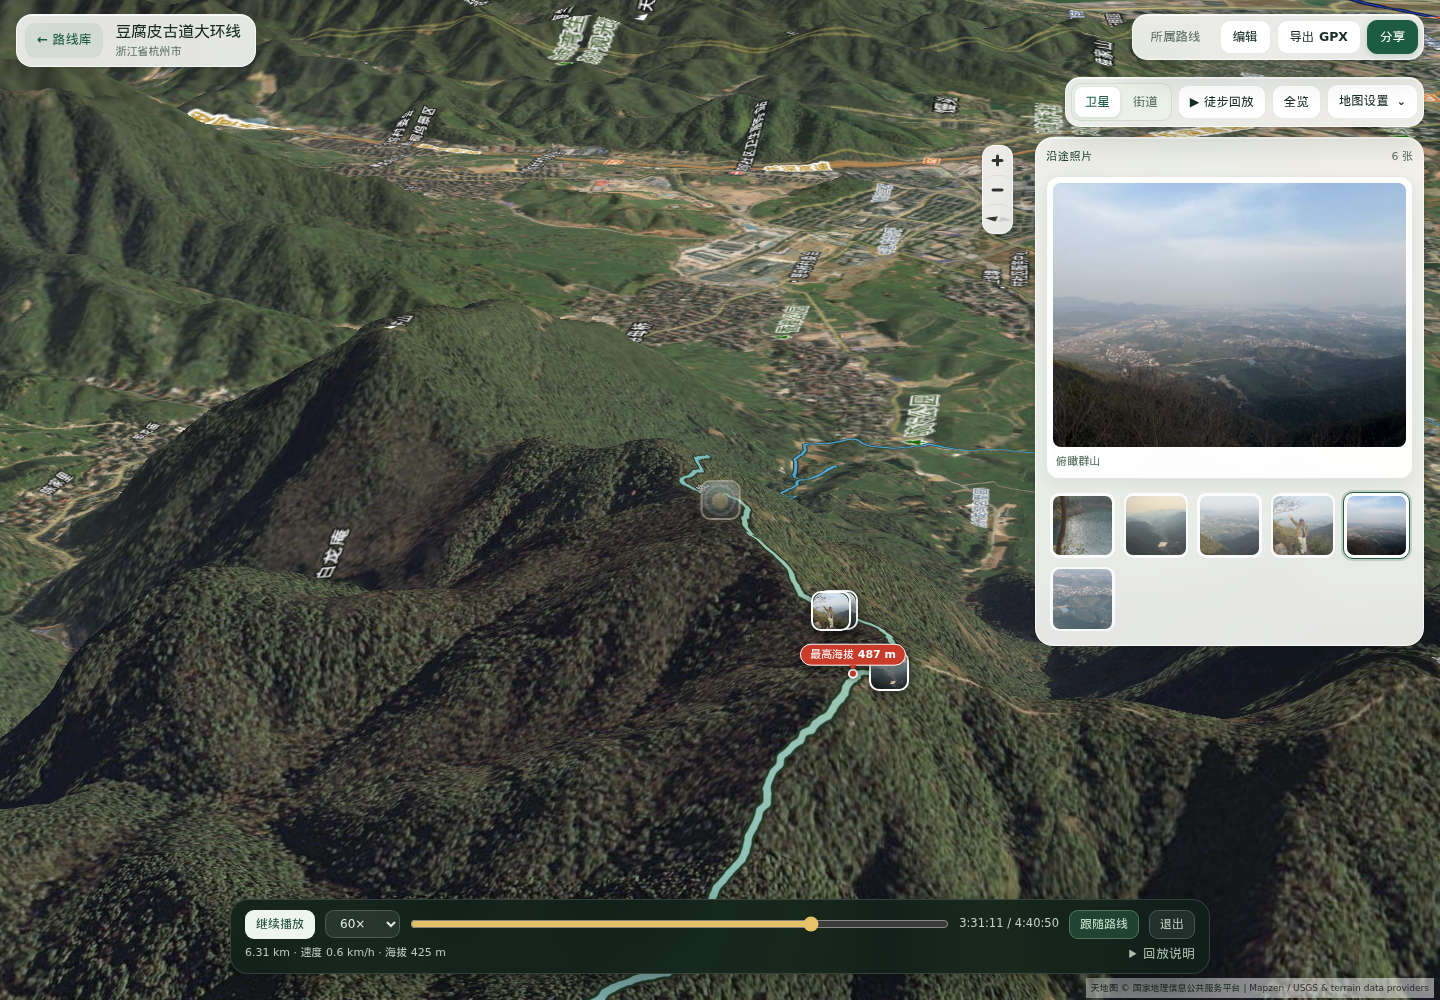 ← 路线库
豆腐皮古道大环线
浙江省杭州市
所属路线
编辑
导出 GPX
分享
卫星
街道
▶ 徒步回放
全览
地图设置
沿途照片
6 张
俯瞰群山
白龙庵
最高海拔 487 m
继续播放
60×
3:31:11 / 4:40:50
跟随路线
退出
6.31 km · 速度 0.6 km/h · 海拔 425 m
▶ 回放说明
天地图 © 国家地理信息公共服务平台 | Mapzen / USGS & terrain data providers